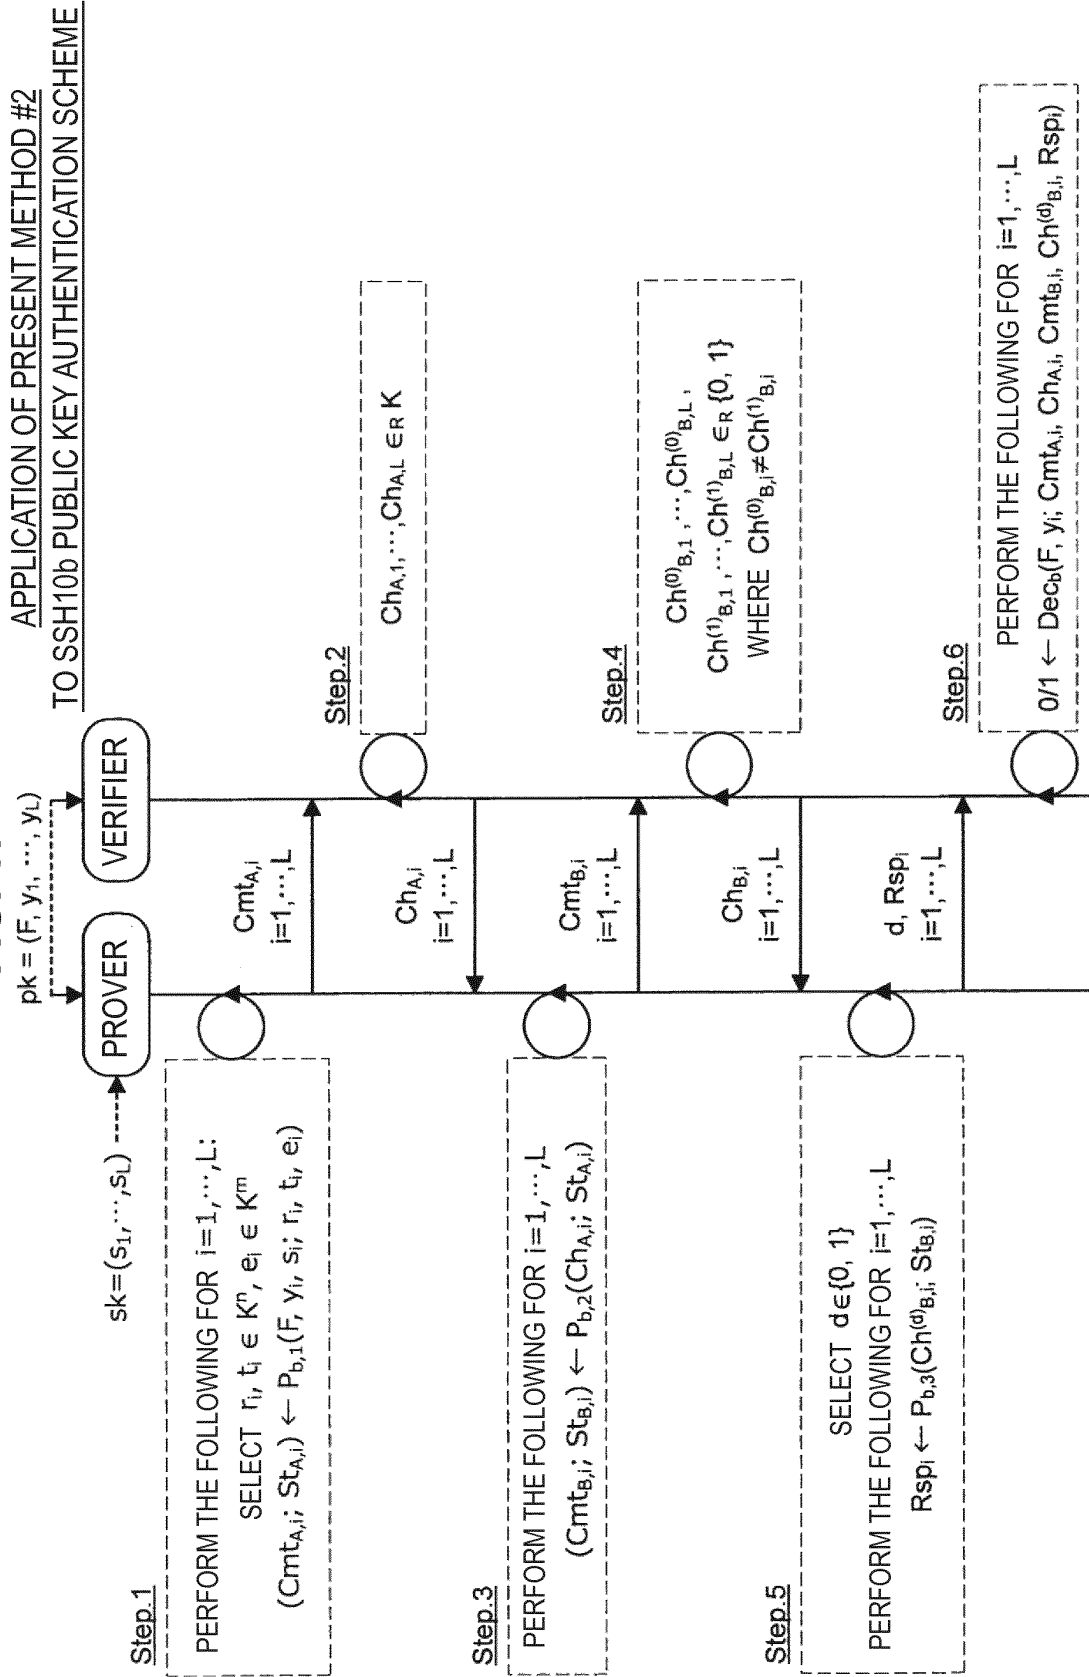 APPLICATION OF PRESENT METHOD #2
TO SSH10b PUBLIC KEY AUTHENTICATION SCHEME
pk = (F, y1, ⋯, yL)
sk=(s1,⋯,sL)
PROVER
VERIFIER
Step.1
PERFORM THE FOLLOWING FOR i=1,⋯,L:
SELECT ri, ti ∈ K^n, ei ∈ K^m
(CmtA,i; StA,i) ← Pb,1(F, yi, si; ri, ti, ei)
CmtA,i
i=1,⋯,L
Step.2
ChA,1,⋯,ChA,L ∈R K
ChA,i
i=1,⋯,L
Step.3
PERFORM THE FOLLOWING FOR i=1,⋯,L
(CmtB,i; StB,i) ← Pb,2(ChA,i; StA,i)
CmtB,i
i=1,⋯,L
Step.4
Ch(0)B,1 ,⋯,Ch(0)B,L ,
Ch(1)B,1 ,⋯,Ch(1)B,L ∈R {0, 1}
WHERE Ch(0)B,i≠Ch(1)B,i
ChB,i
i=1,⋯,L
Step.5
SELECT d∈{0, 1}
PERFORM THE FOLLOWING FOR i=1,⋯,L
Rspi ← Pb,3(Ch(d)B,i; StB,i)
d, Rspi
i=1,⋯,L
Step.6
PERFORM THE FOLLOWING FOR i=1,⋯,L
0/1 ← Decb(F, yi; CmtA,i, ChA,i, CmtB,i, Ch(d)B,i, Rspi)